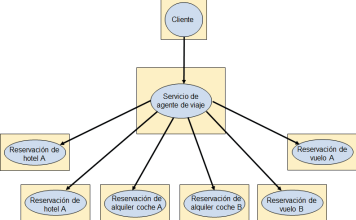 Cliente
Servicio de
agente de viaje
Reservación de
hotel A
Reservación de
vuelo A
Reservación de
hotel A
Reservación de
alquiler coche A
Reservación de
alquiler coche B
Reservación de
vuelo B